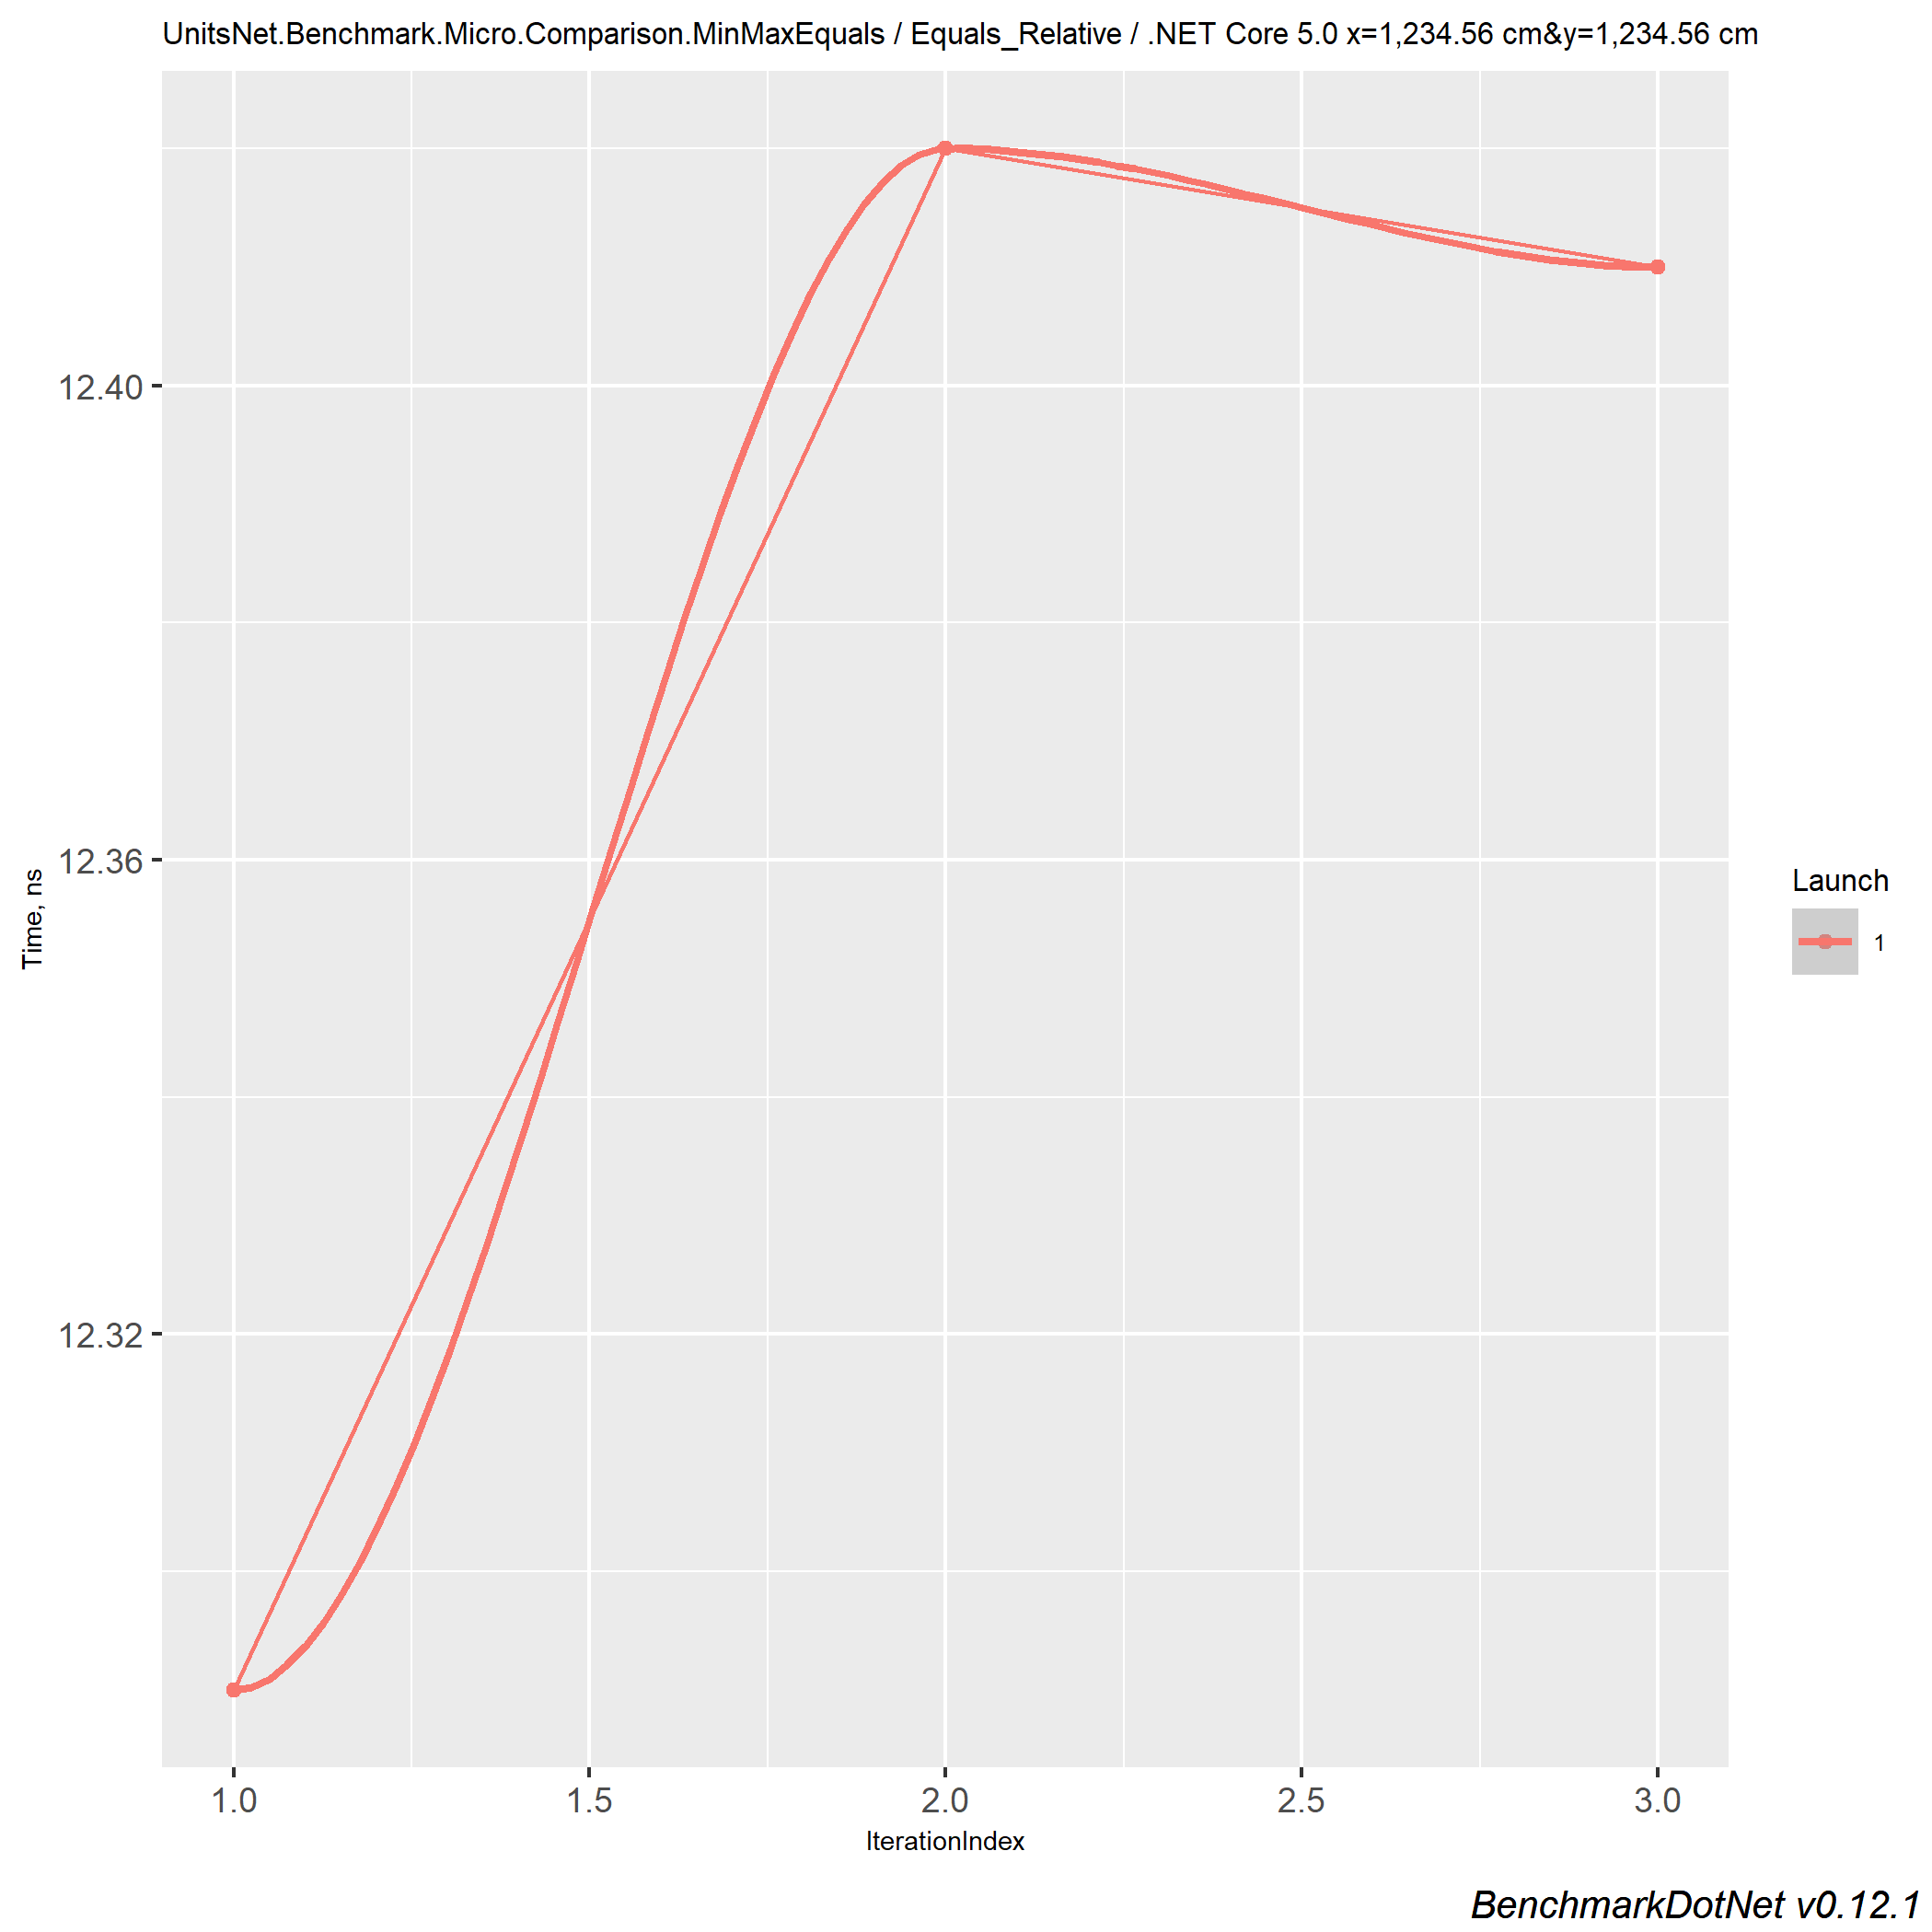 UnitsNet.Benchmark.Micro.Comparison.MinMaxEquals / Equals_Relative / .NET Core 5.0 x=1,234.56 cm&y=1,234.56 cm
12.40
12.36
12.32
Time, ns
Launch
1
1.0 1.5 2.0 2.5 3.0
IterationIndex
BenchmarkDotNet v0.12.1